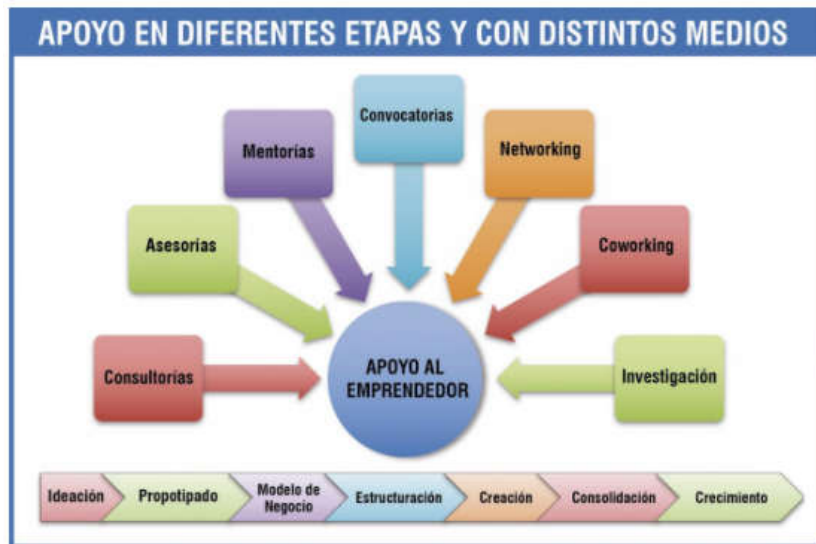 APOYO EN DIFERENTES ETAPAS Y CON DISTINTOS MEDIOS
Convocatorias
Mentorías
Networking
Asesorías
Coworking
Consultorías
APOYO AL
EMPRENDEDOR
Investigación
Ideación
Propotipado
Modelo de
Negocio
Estructuración
Creación
Consolidación
Crecimiento